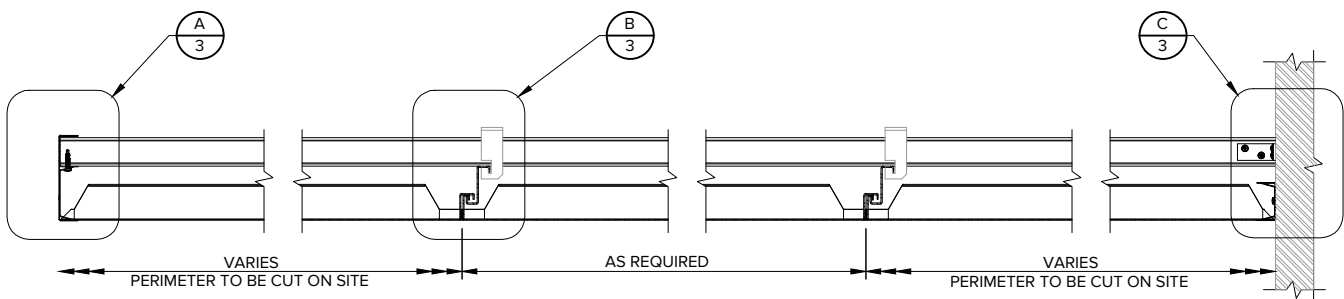 A
3
B
3
C
3
VARIES
PERIMETER TO BE CUT ON SITE
AS REQUIRED
VARIES
PERIMETER TO BE CUT ON SITE